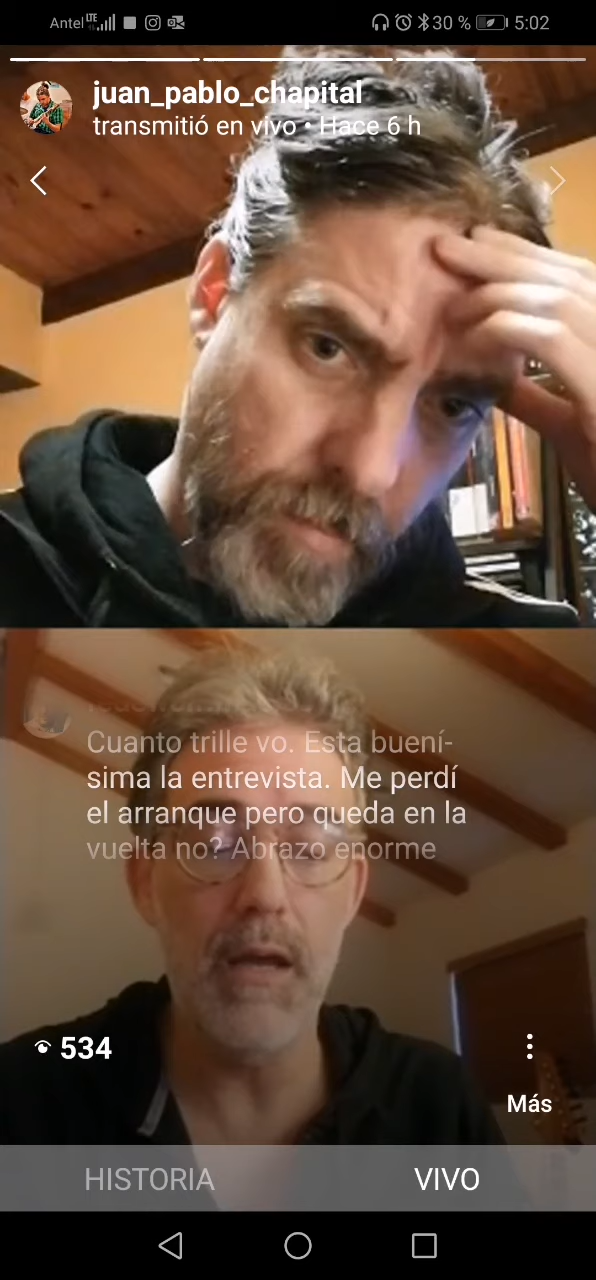 Antel LTE 30 % 5:02
juan_pablo_chapital
transmitió en vivo • Hace 6 h
Cuanto trille vo. Esta buení-
sima la entrevista. Me perdí
el arranque pero queda en la
vuelta no? Abrazo enorme
534
Más
HISTORIA VIVO